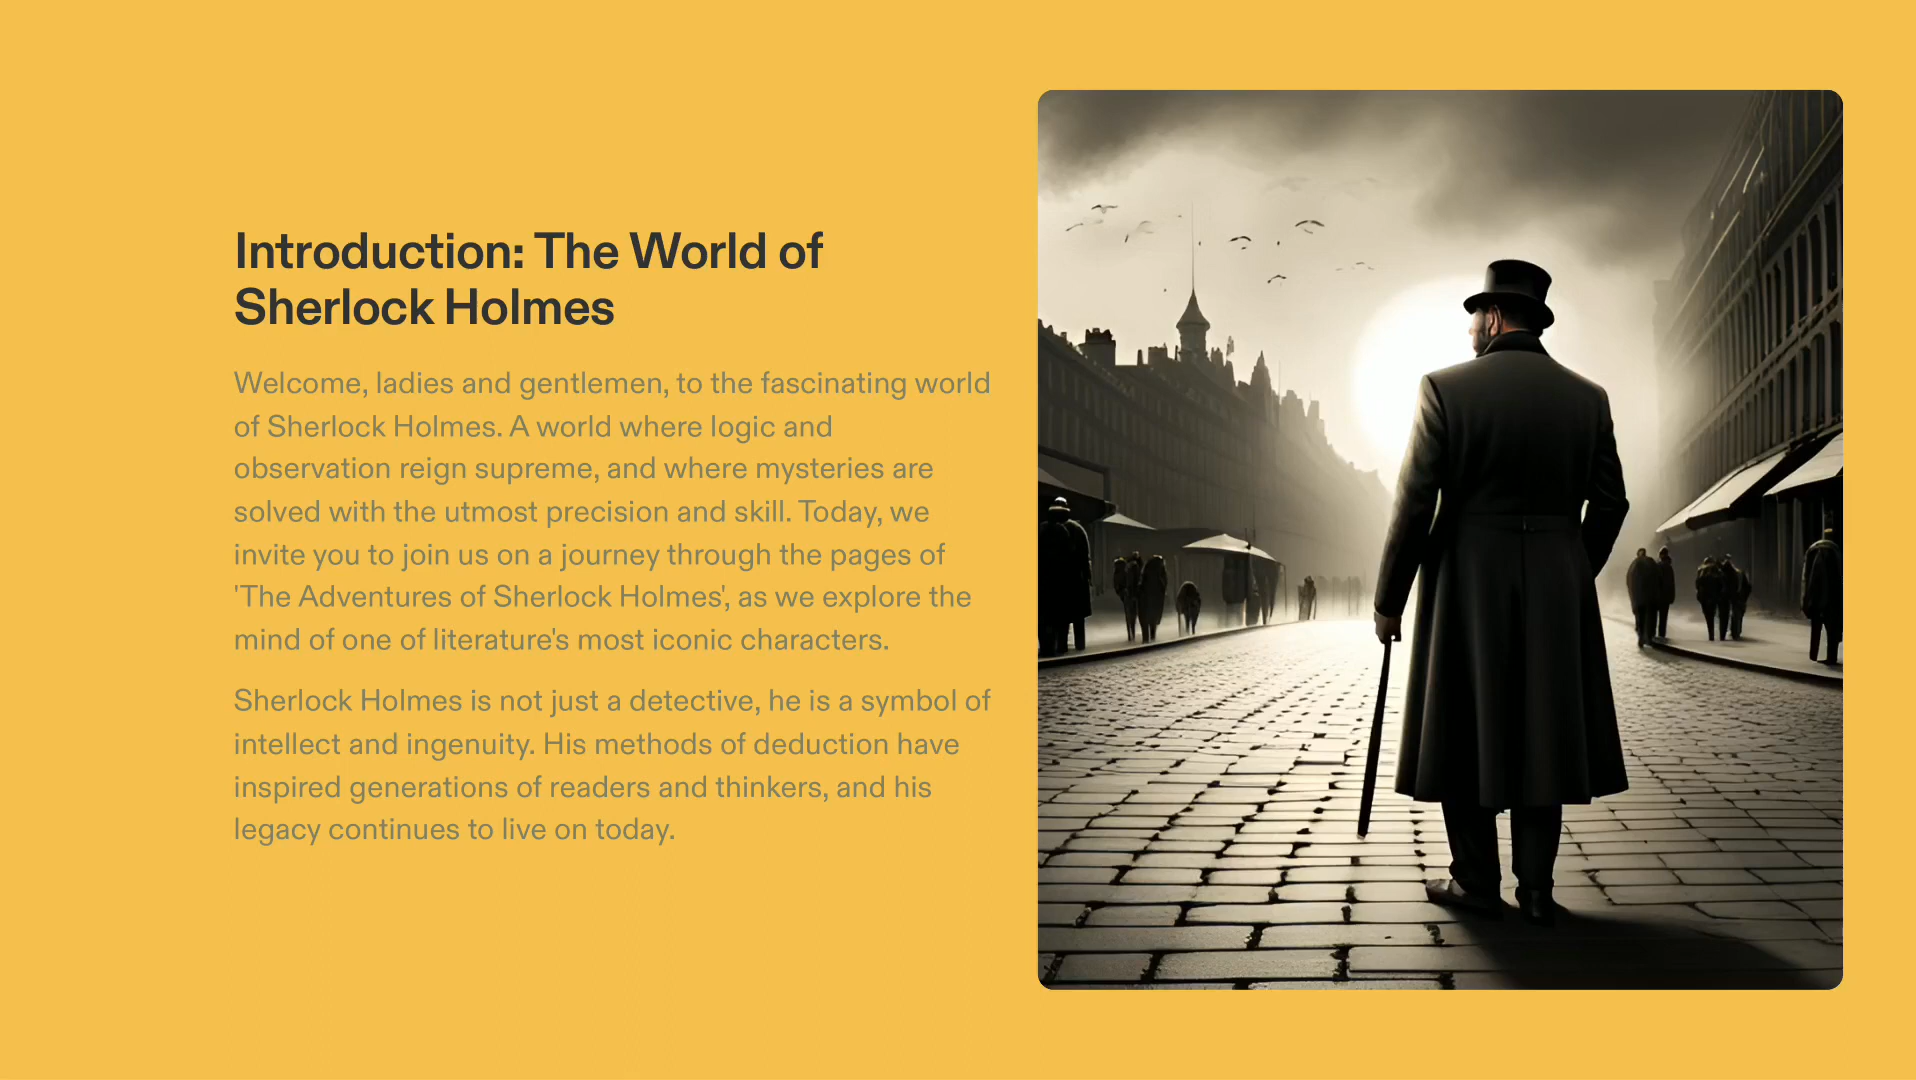 Introduction: The World of
Sherlock Holmes
Welcome, ladies and gentlemen, to the fascinating world
of Sherlock Holmes. A world where logic and
observation reign supreme, and where mysteries are
solved with the utmost precision and skill. Today, we
invite you to join us on a journey through the pages of
'The Adventures of Sherlock Holmes', as we explore the
mind of one of literature's most iconic characters.
Sherlock Holmes is not just a detective, he is a symbol of
intellect and ingenuity. His methods of deduction have
inspired generations of readers and thinkers, and his
legacy continues to live on today.